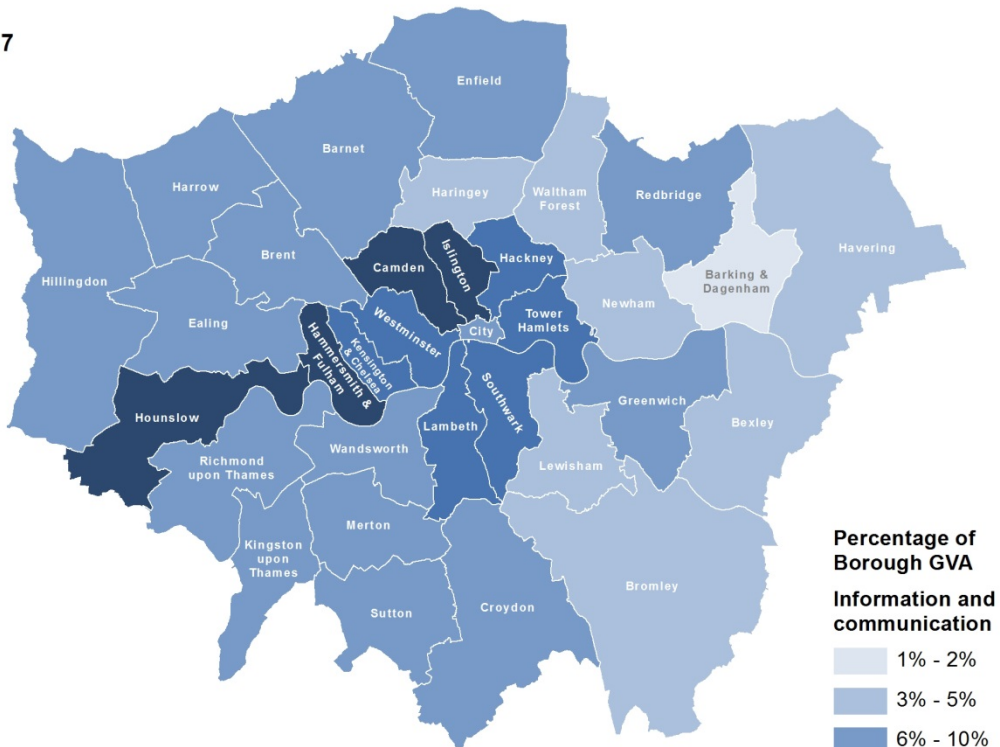 7
Enfield
Barnet
Harrow
Haringey
Waltham
Forest
Redbridge
Havering
Brent
Hillingdon
Camden
Islington
Hackney
Barking &
Dagenham
Newham
Ealing
Westminster
City
Tower
Hamlets
Kensington
& Chelsea
Hammersmith &
Fulham
Hounslow
Lambeth
Southwark
Greenwich
Bexley
Richmond
upon Thames
Wandsworth
Lewisham
Merton
Kingston
upon
Thames
Sutton
Croydon
Bromley
Percentage of
Borough GVA
Information and
communication
1% - 2%
3% - 5%
6% - 10%